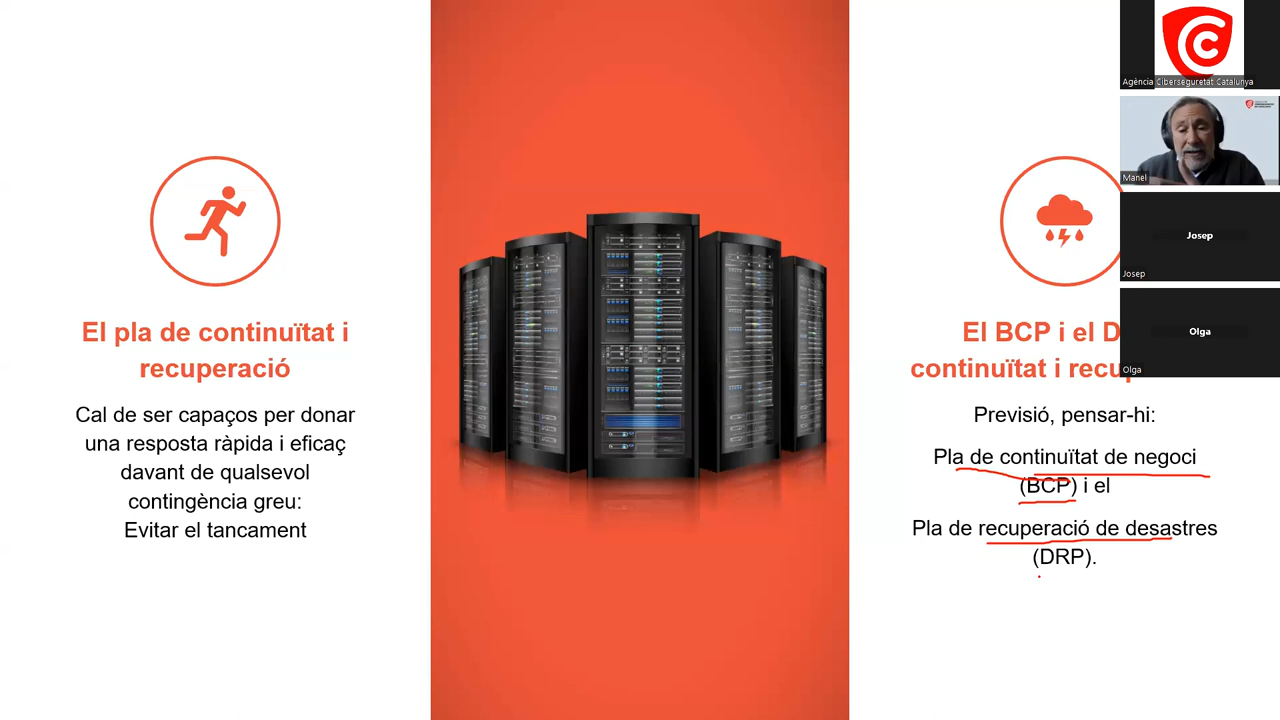 El pla de continuïtat i
recuperació
Cal de ser capaços per donar
una resposta ràpida i eficaç
davant de qualsevol
contingència greu:
Evitar el tancament
El BCP i el D
continuïtat i recup
Previsió, pensar-hi:
Pla de continuïtat de negoci
(BCP) i el
Pla de recuperació de desastres
(DRP).
Agència Ciberseguretat Catalunya
Manel
Josep
Josep
Olga
Olga